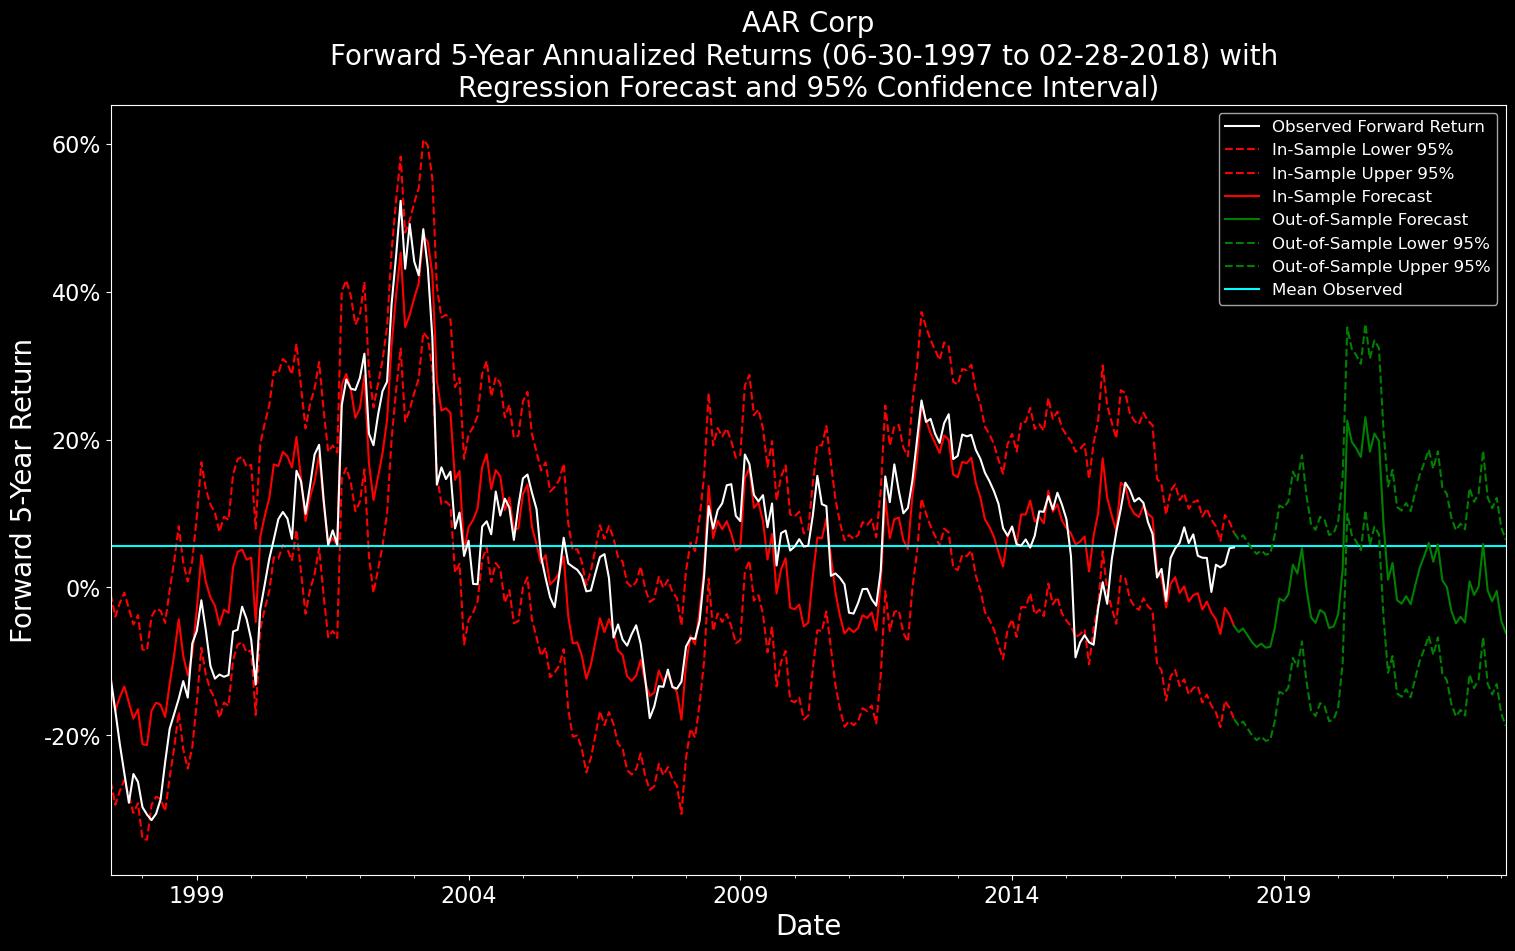 AAR Corp
Forward 5-Year Annualized Returns (06-30-1997 to 02-28-2018) with
Regression Forecast and 95% Confidence Interval)
Observed Forward Return
In-Sample Lower 95%
In-Sample Upper 95%
In-Sample Forecast
Out-of-Sample Forecast
Out-of-Sample Lower 95%
Out-of-Sample Upper 95%
Mean Observed
Forward 5-Year Return
60%
40%
20%
0%
-20%
1999
2004
2009
2014
2019
Date